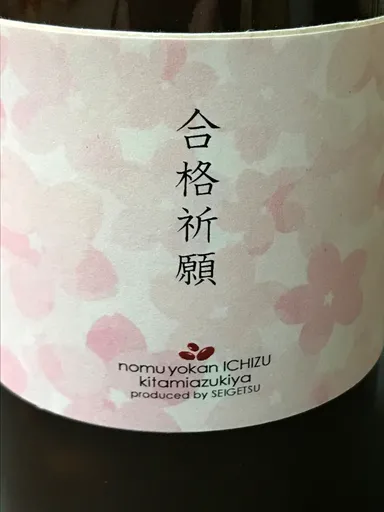 合格祈願
nomu yokan ICHIZU
kitamiazukiya
produced by SEIGETSU